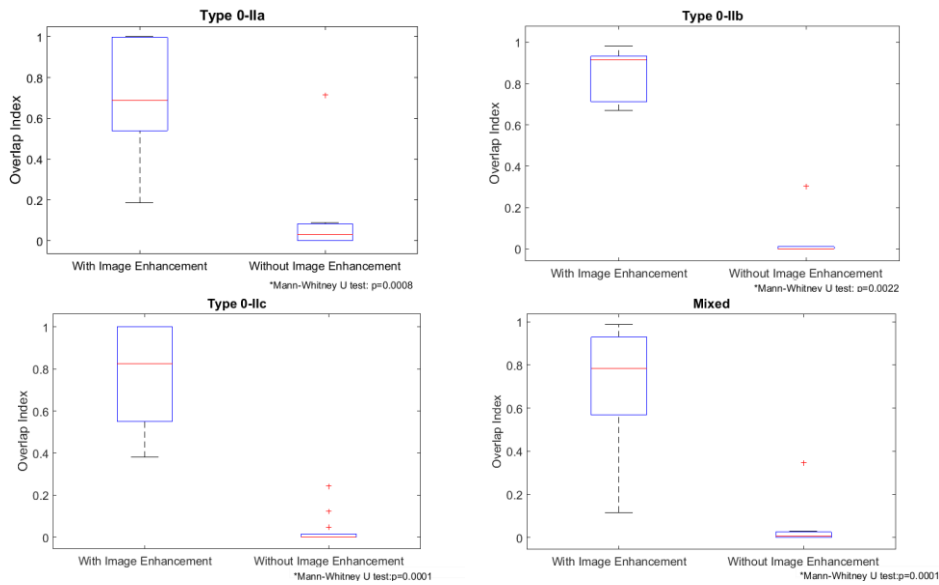 Type 0-IIa
1
0.8
0.6
0.4
0.2
0
Overlap Index
With Image Enhancement Without Image Enhancement
*Mann-Whitney U test: p=0.0008
Type 0-IIb
1
0.8
0.6
0.4
0.2
0
Overlap Index
With Image Enhancement Without Image Enhancement
*Mann-Whitney U test: p=0.0022
Type 0-IIc
1
0.8
0.6
0.4
0.2
0
Overlap Index
With Image Enhancement Without Image Enhancement
*Mann-Whitney U test:p=0.0001
Mixed
1
0.8
0.6
0.4
0.2
0
Overlap Index
With Image Enhancement Without Image Enhancement
*Mann-Whitney U test:p=0.0001